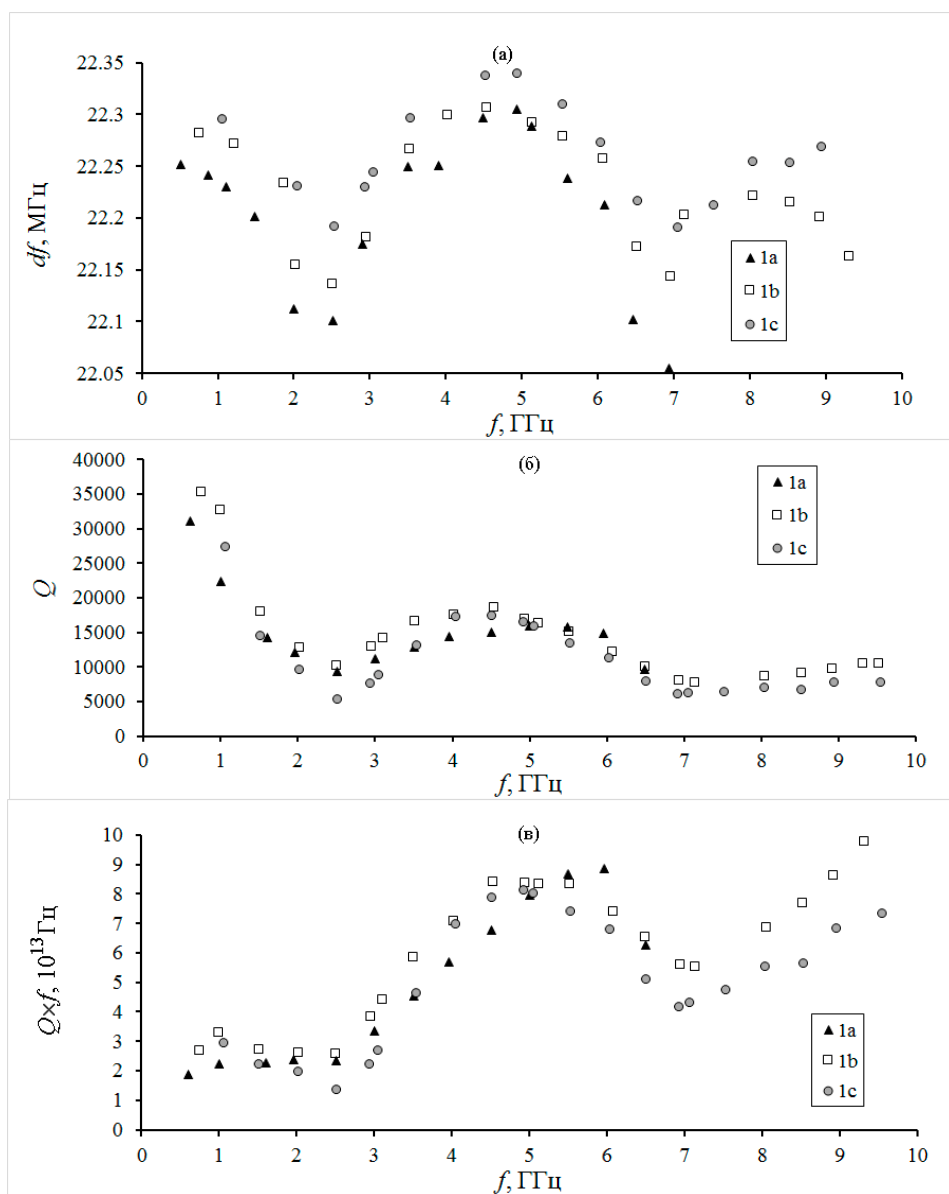 (а)
22.35
22.3
22.25
22.2
22.15
22.1
22.05
df, МГц
1a
1b
1c
0 1 2 3 4 5 6 7 8 9 10
f, ГГц
(б)
40000
35000
30000
25000
20000
15000
10000
5000
0
Q
1a
1b
1c
0 1 2 3 4 5 6 7 8 9 10
f, ГГц
(в)
10
9
8
7
6
5
4
3
2
1
0
Q×f, 10¹³Гц
1a
1b
1c
0 1 2 3 4 5 6 7 8 9 10
f, ГГц